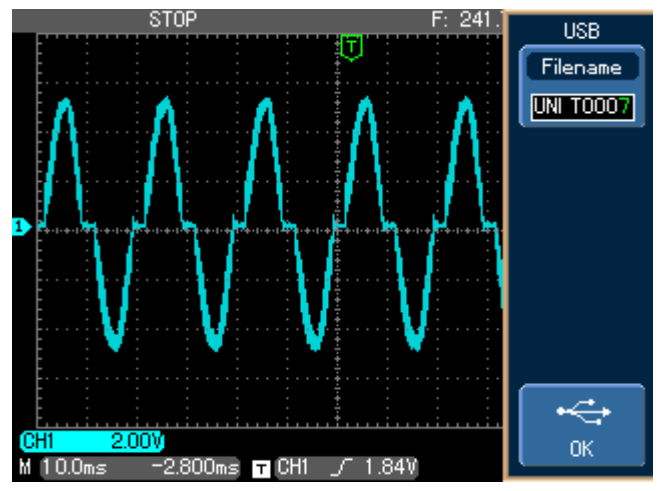 STOP F: 241.
USB
Filename
UNI T0007
T
1
CH1 2.00V
M 10.0ms -2.800ms T CH1 1.84V
OK